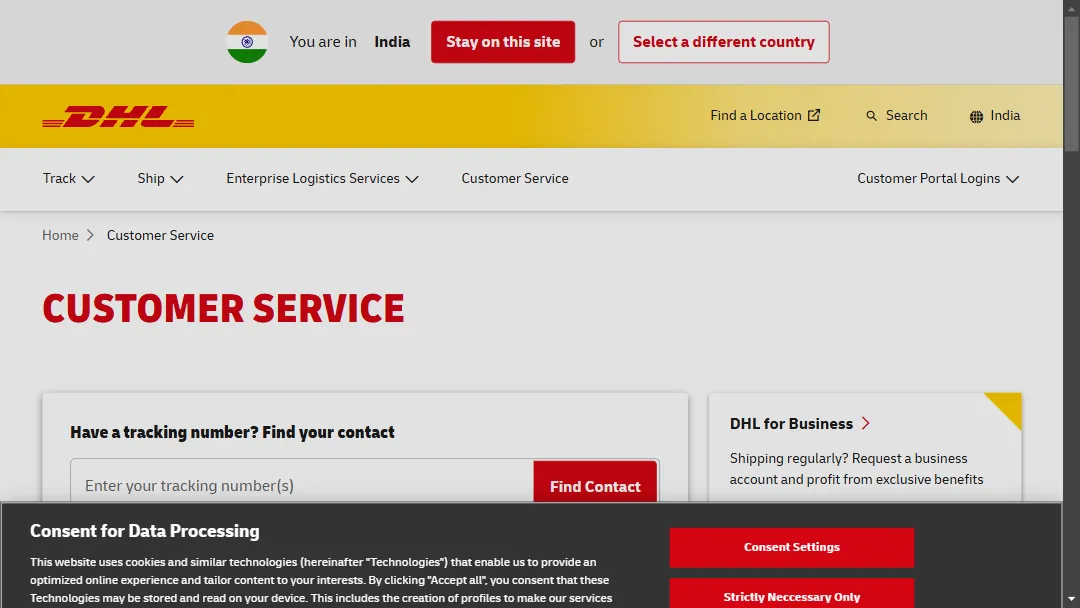 You are in India Stay on this site or Select a different country
DHL
Find a Location Search India
Track Ship Enterprise Logistics Services Customer Service Customer Portal Logins
Home Customer Service
CUSTOMER SERVICE
Have a tracking number? Find your contact
Enter your tracking number(s) Find Contact
DHL for Business
Shipping regularly? Request a business
account and profit from exclusive benefits
Consent for Data Processing
This website uses cookies and similar technologies (hereinafter "Technologies") that enable us to provide an
optimized online experience and tailor content to your interests. By clicking "Accept all", you consent that these
Technologies may be stored and read on your device. This includes the creation of profiles to make our services
Consent Settings
Strictly Neccessary Only